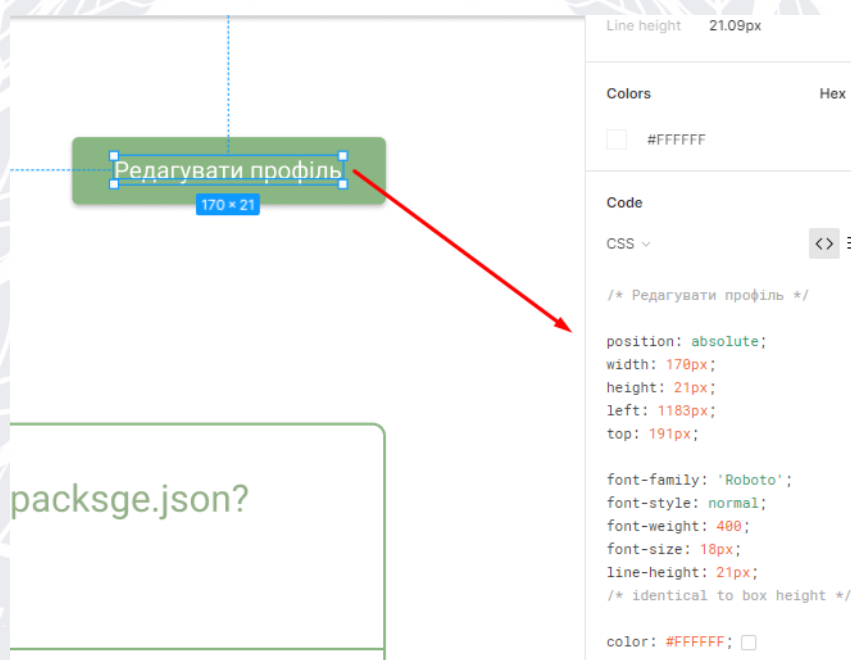 Line height 21.09px
Colors Hex
#FFFFFF
Редагувати профіль
170 × 21
packsge.json?
Code
CSS
<>
/* Редагувати профіль */
position: absolute;
width: 170px;
height: 21px;
left: 1183px;
top: 191px;
font-family: 'Roboto';
font-style: normal;
font-weight: 400;
font-size: 18px;
line-height: 21px;
/* identical to box height */
color: #FFFFFF;